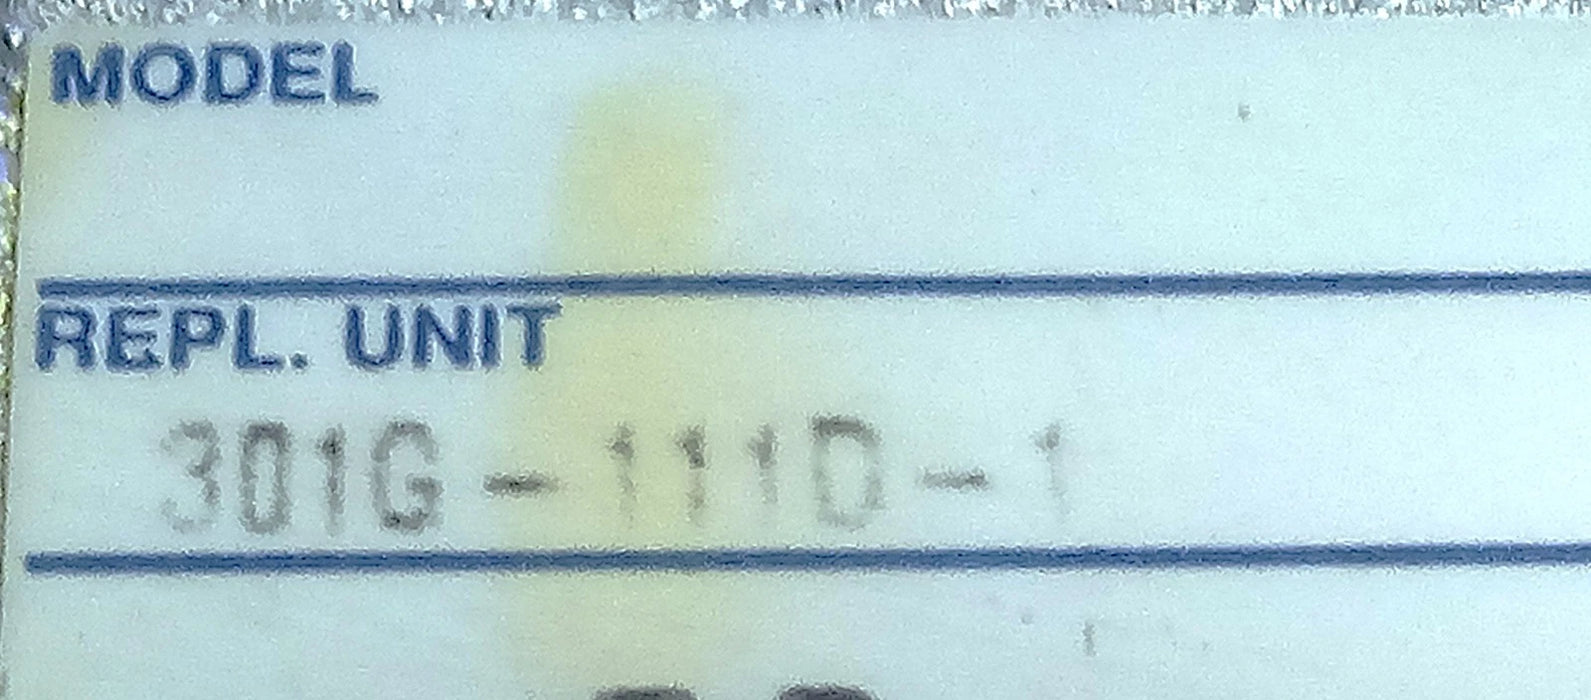 MODEL
REPL. UNIT
301G-111D-1